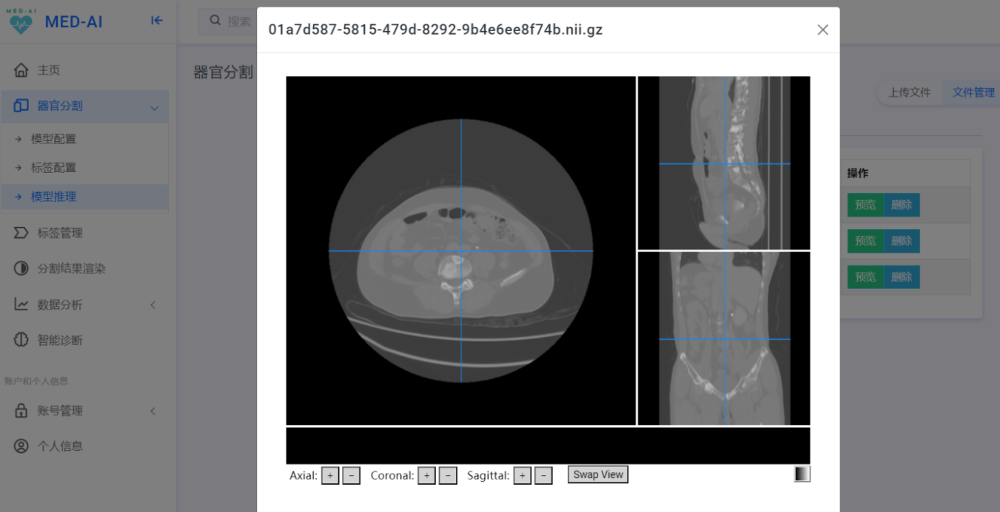 MED-AI
MED-AI
搜索
01a7d587-5815-479d-8292-9b4e6ee8f74b.nii.gz
主页
器官分割
模型配置
标签配置
模型推理
标签管理
分割结果渲染
数据分析
智能诊断
账户和个人信息
账号管理
个人信息
器官分割
上传文件
文件管理
操作
预览 删除
预览 删除
预览 删除
Axial: + - Coronal: + - Sagittal: + - Swap View